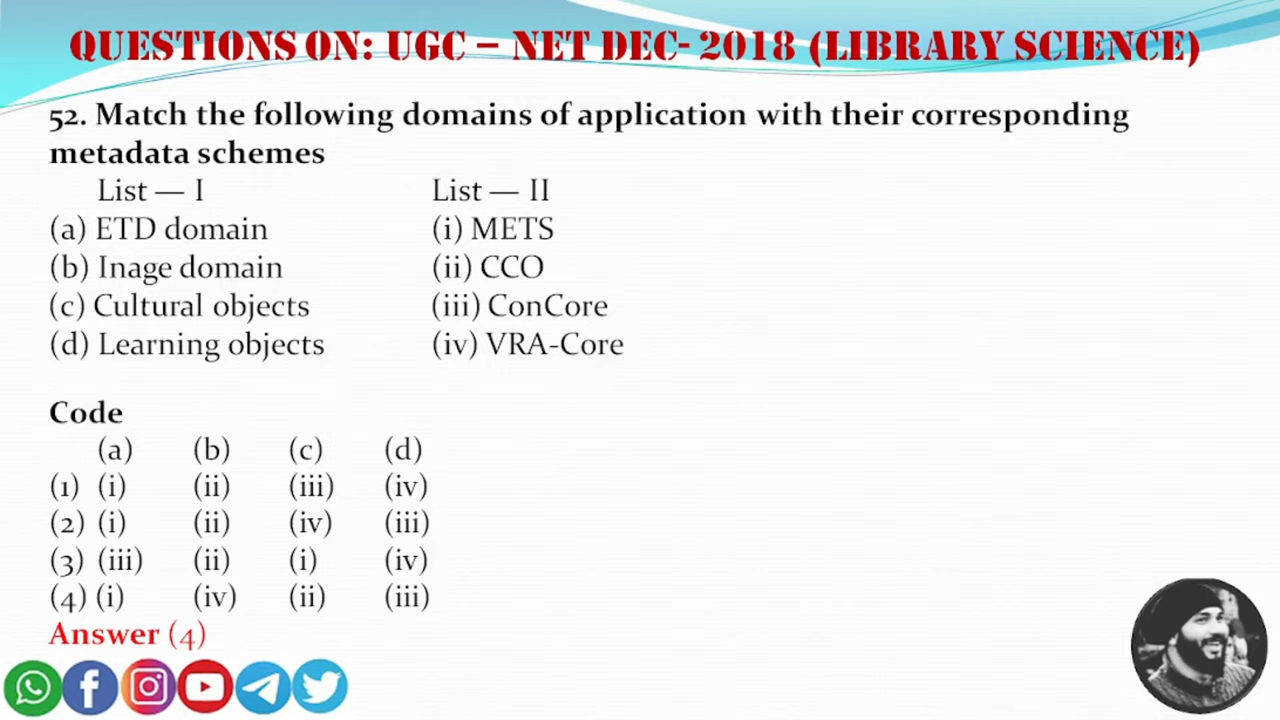 QUESTIONS ON: UGC – NET DEC- 2018 (LIBRARY SCIENCE)
52. Match the following domains of application with their corresponding
metadata schemes
List — I List — II
(a) ETD domain (i) METS
(b) Inage domain (ii) CCO
(c) Cultural objects (iii) ConCore
(d) Learning objects (iv) VRA-Core
Code
(a) (b) (c) (d)
(1) (i) (ii) (iii) (iv)
(2) (i) (ii) (iv) (iii)
(3) (iii) (ii) (i) (iv)
(4) (i) (iv) (ii) (iii)
Answer (4)